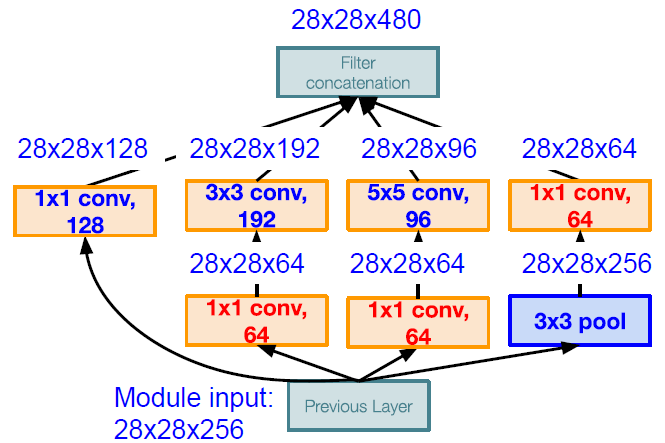 28x28x480
Filter
concatenation
28x28x128
28x28x192
28x28x96
28x28x64
1x1 conv,
128
3x3 conv,
192
5x5 conv,
96
1x1 conv,
64
28x28x64
28x28x64
28x28x256
1x1 conv,
64
1x1 conv,
64
3x3 pool
Module input:
28x28x256
Previous Layer